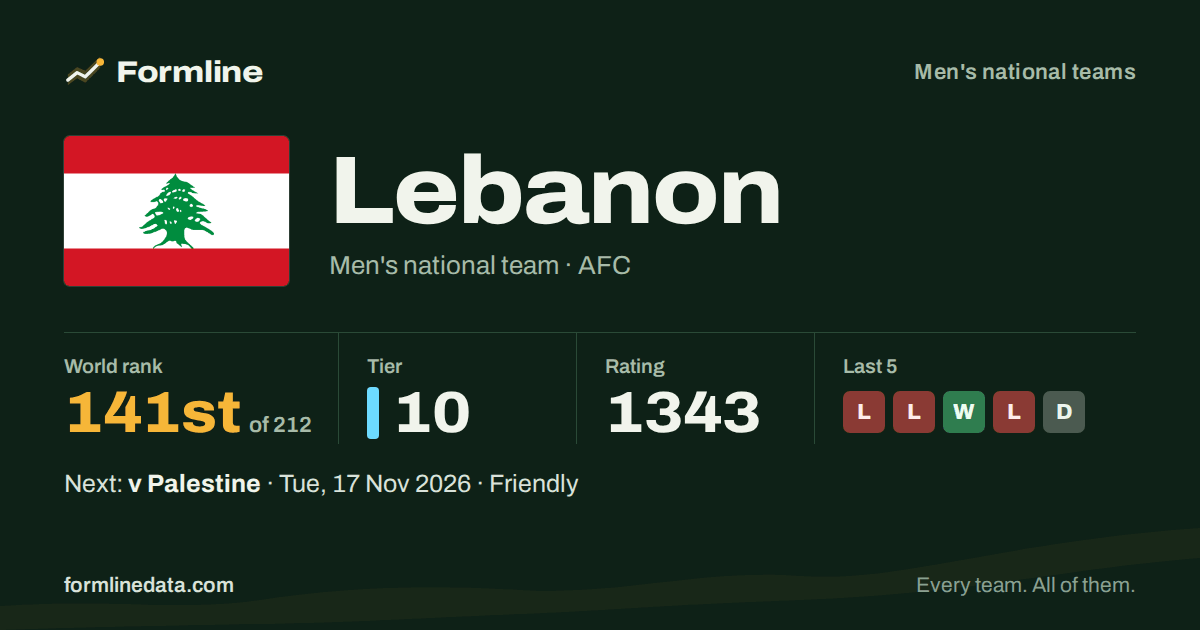 Formline
Men's national teams
Lebanon
Men's national team · AFC
World rank
141st of 212
Tier
10
Rating
1343
Last 5
L L W L D
Next: v Palestine · Tue, 17 Nov 2026 · Friendly
formlinedata.com
Every team. All of them.